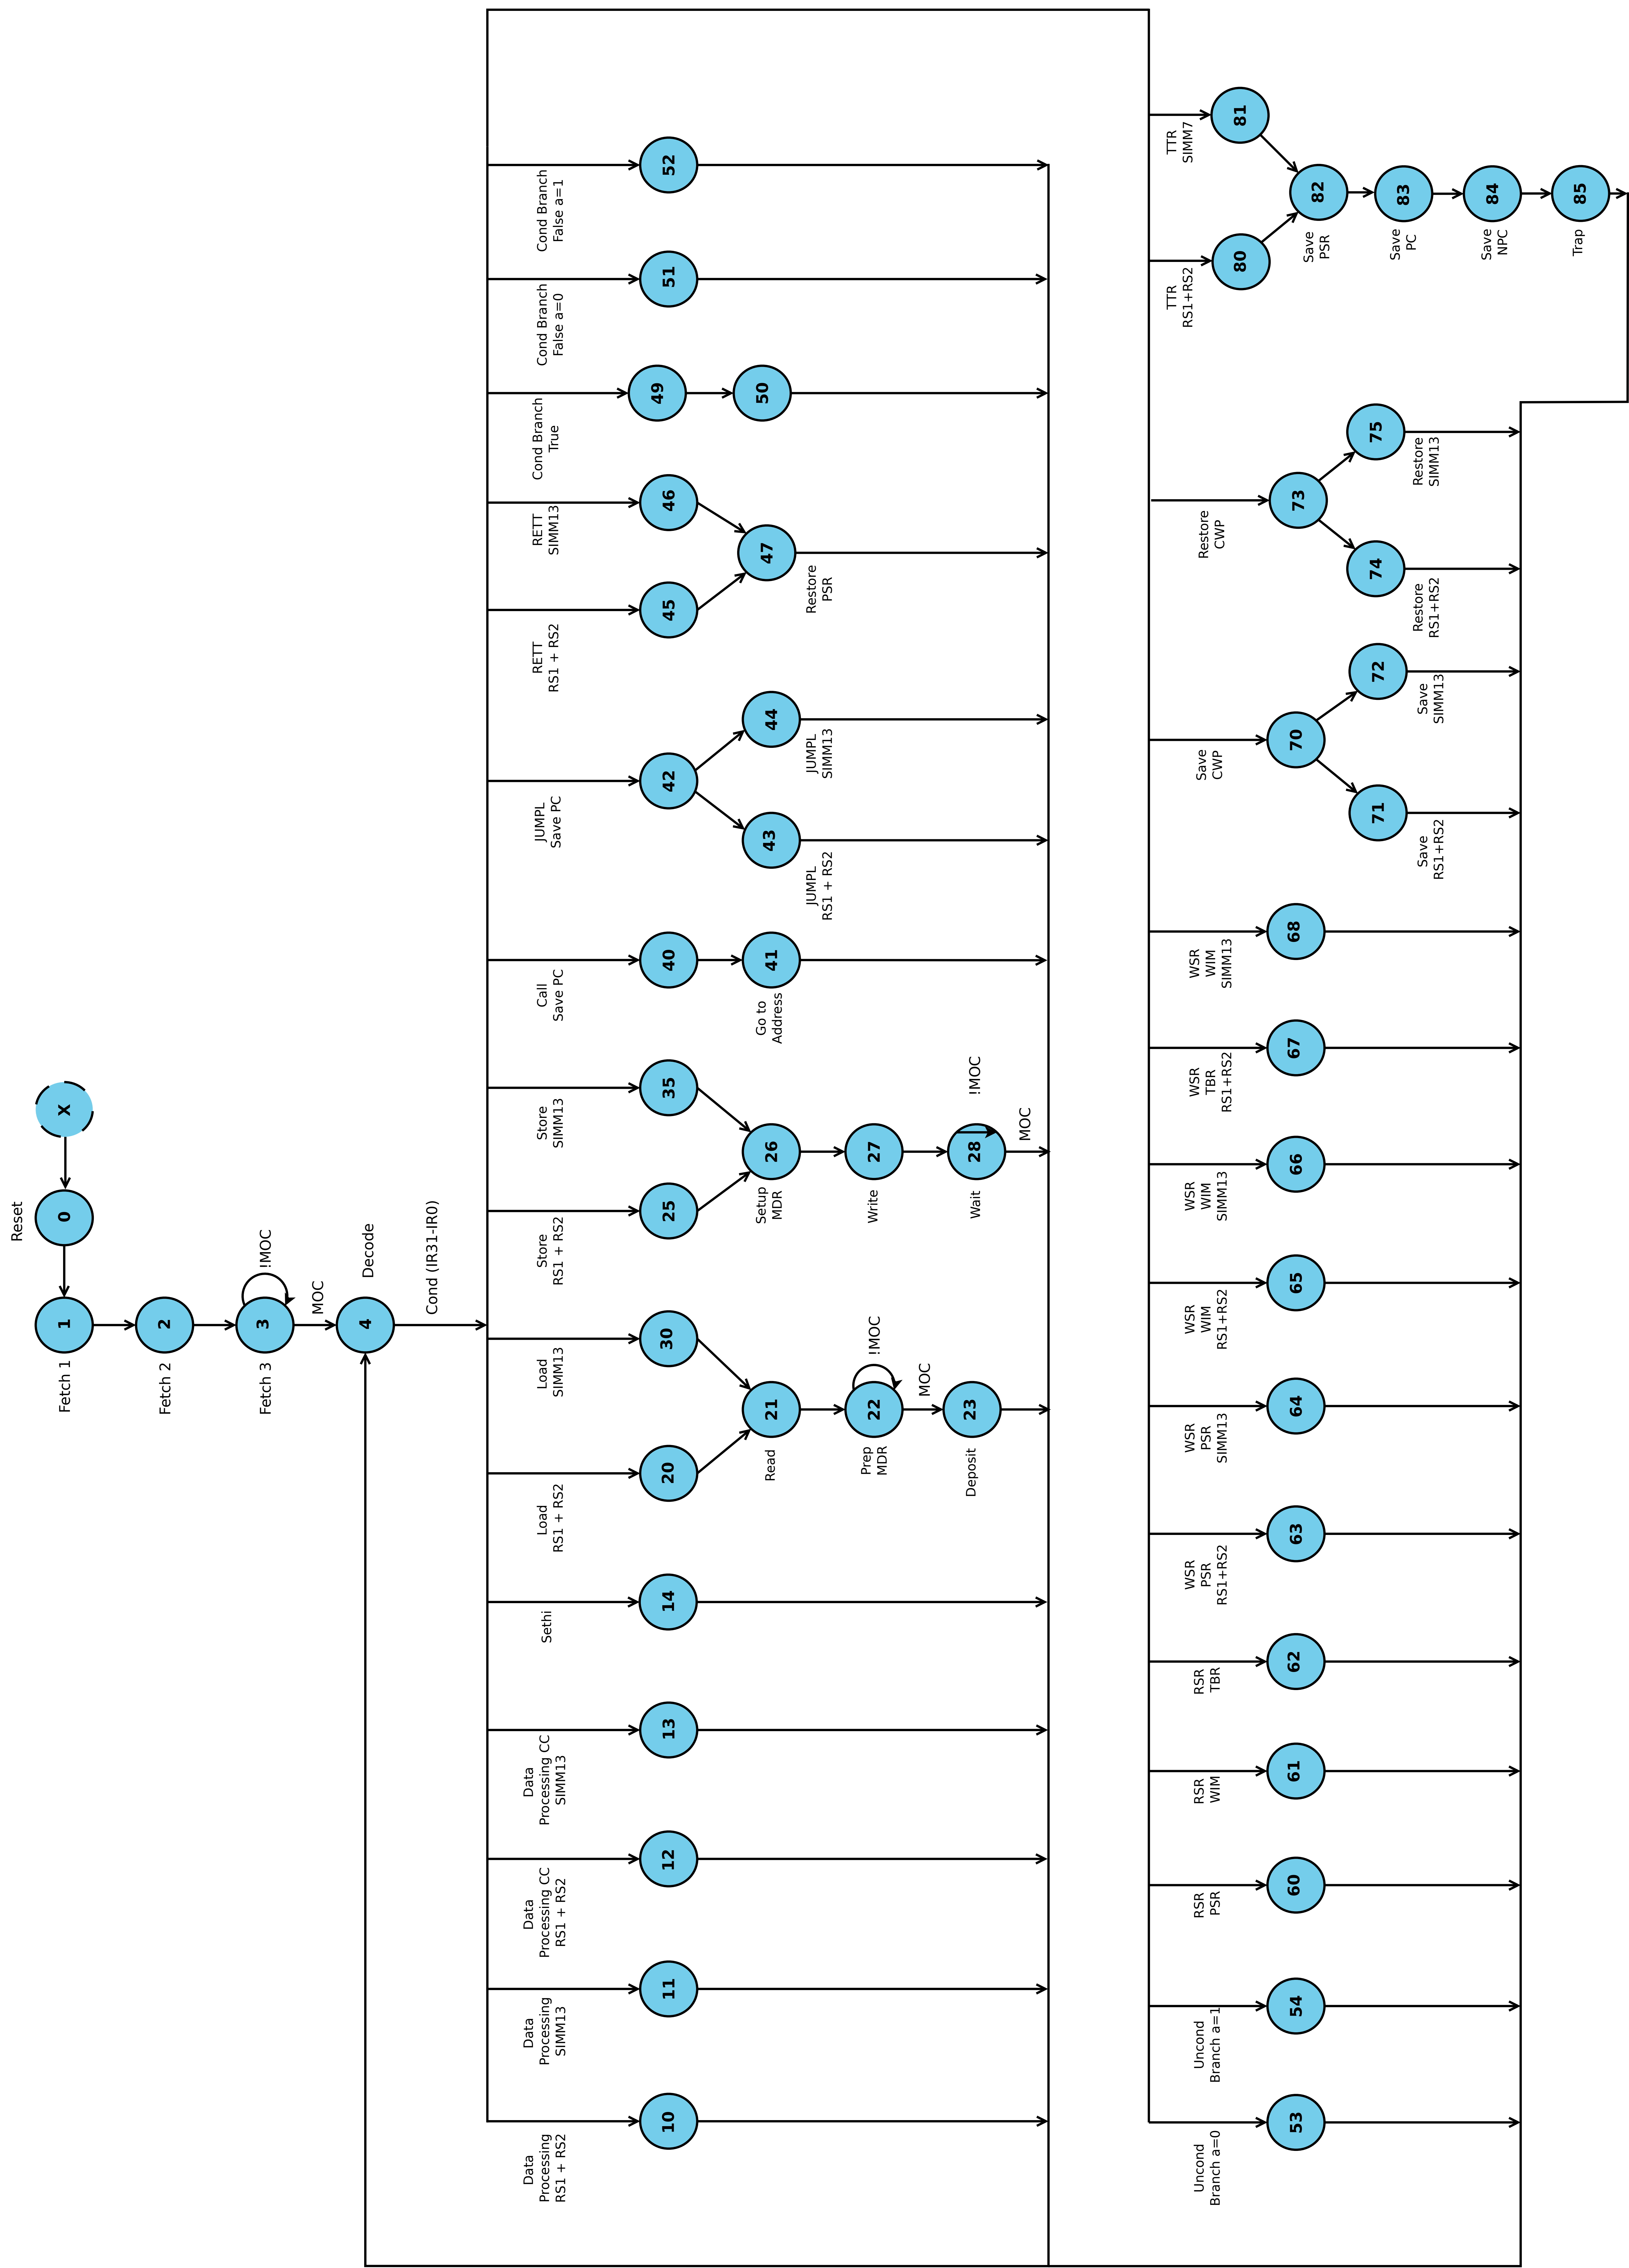 Reset
X
0
1
Fetch 1
2
Fetch 2
3
Fetch 3
!MOC
MOC
4
Decode
Cond (IR31-IR0)
Data
Processing
RS1 + RS2
10
Data
Processing
SIMM13
11
Data
Processing CC
RS1 + RS2
12
Data
Processing CC
SIMM13
13
Sethi
14
Load
RS1 + RS2
20
Load
SIMM13
30
21
Read
22
Prep
MDR
!MOC
MOC
23
Deposit
Store
RS1 + RS2
25
Store
SIMM13
35
26
Setup
MDR
27
Write
28
Wait
!MOC
MOC
Call
Save PC
40
41
Go to
Address
JUMPL
Save PC
42
43
JUMPL
RS1 + RS2
44
JUMPL
SIMM13
RETT
RS1 + RS2
45
RETT
SIMM13
46
47
Restore
PSR
Cond Branch
True
49
50
Cond Branch
False a=0
51
Cond Branch
False a=1
52
Uncond
Branch a=0
53
Uncond
Branch a=1
54
RSR
PSR
60
RSR
WIM
61
RSR
TBR
62
WSR
PSR
RS1+RS2
63
WSR
PSR
SIMM13
64
WSR
WIM
RS1+RS2
65
WSR
WIM
SIMM13
66
WSR
TBR
RS1+RS2
67
WSR
WIM
SIMM13
68
Save
CWP
70
71
Save
RS1+RS2
72
Save
SIMM13
Restore
CWP
73
74
Restore
RS1+RS2
75
Restore
SIMM13
TTR
RS1+RS2
80
TTR
SIMM7
81
82
Save
PSR
83
Save
PC
84
Save
NPC
85
Trap